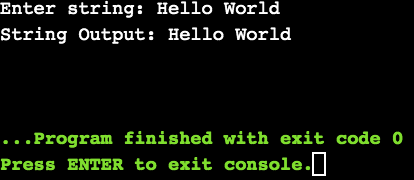 Enter string: Hello World
String Output: Hello World
...Program finished with exit code 0
Press ENTER to exit console.